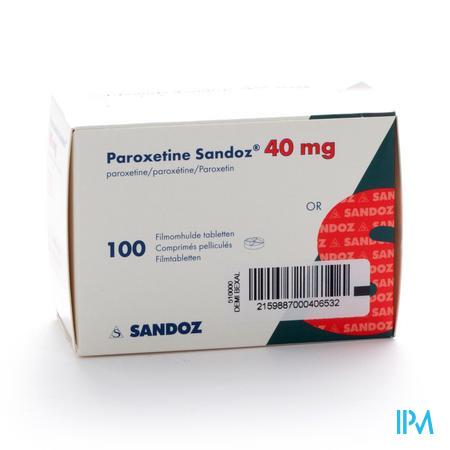 Paroxetine Sandoz® 40 mg
paroxetine/paroxétine/Paroxetin
OR
100
Filmomhulde tabletten
Comprimés pelliculés
Filmtabletten
SANDOZ
SANDOZ
SANDOZ
SANDOZ
510000
DEMI BEXAL
2159887000406532
S SANDOZ
IPM